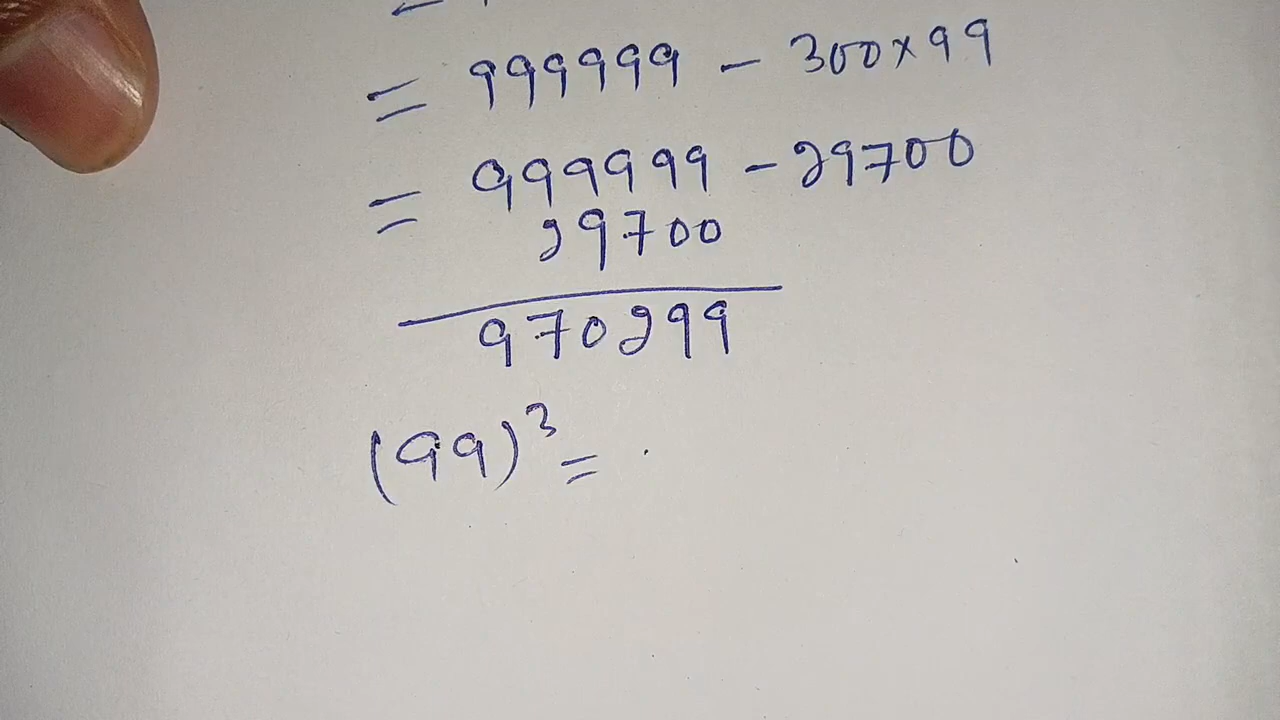 = 999999 - 300×99
= 999999 - 29700
29700
970299
(99)³ =